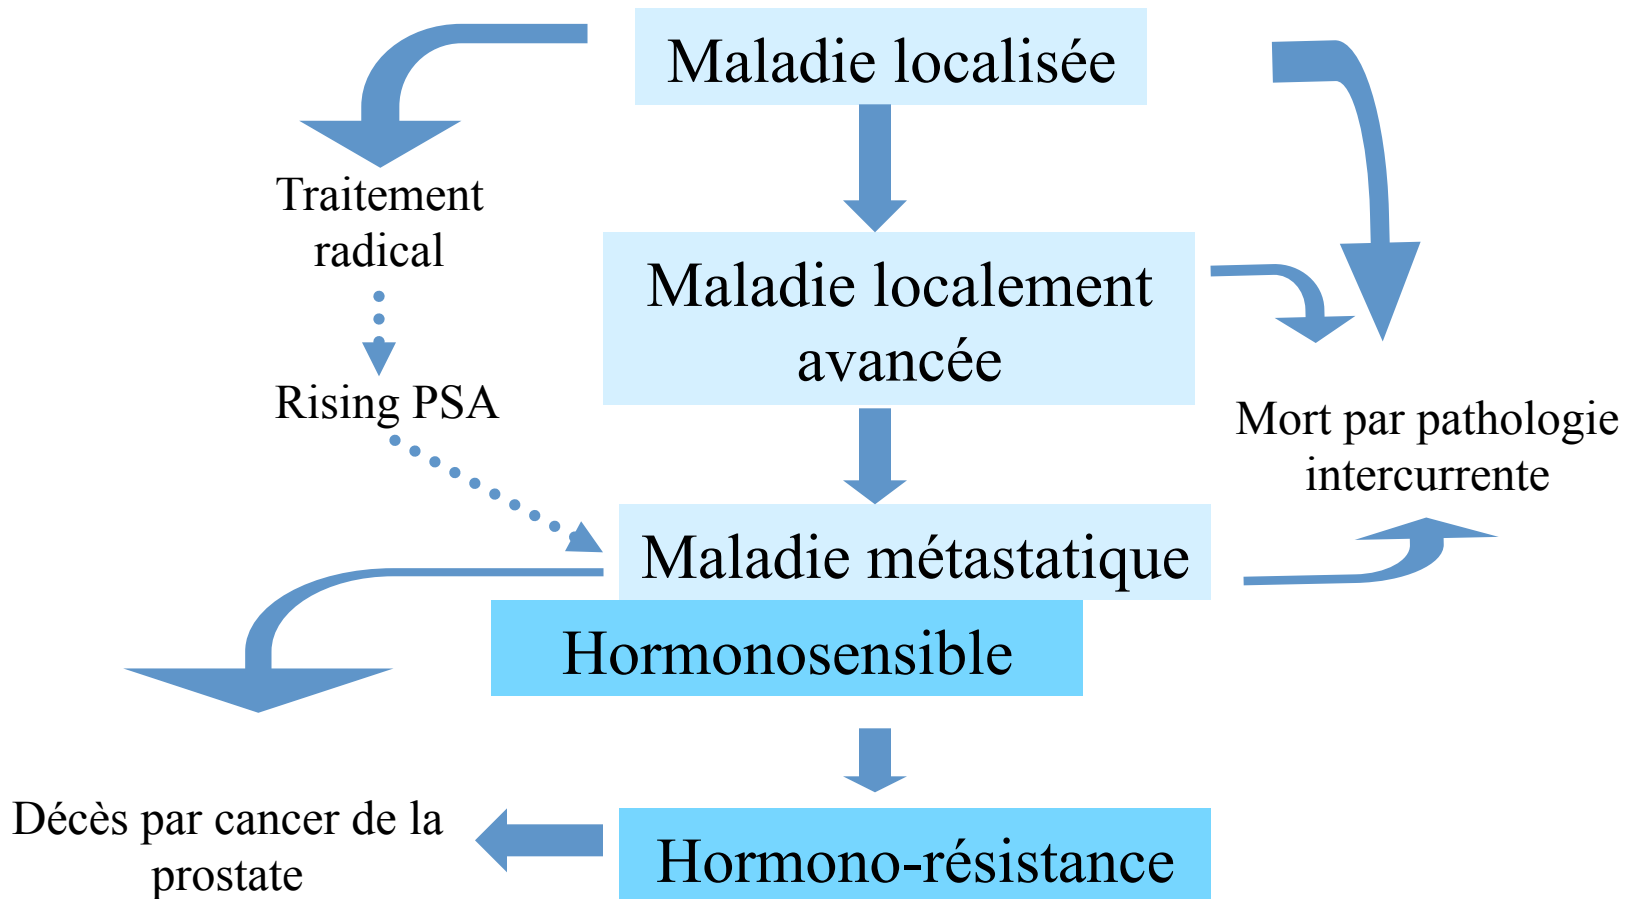 Maladie localisée
Traitement
radical
Maladie localement
avancée
Rising PSA
Mort par pathologie
intercurrente
Maladie métastatique
Hormonosensible
Décès par cancer de la
prostate
Hormono-résistance